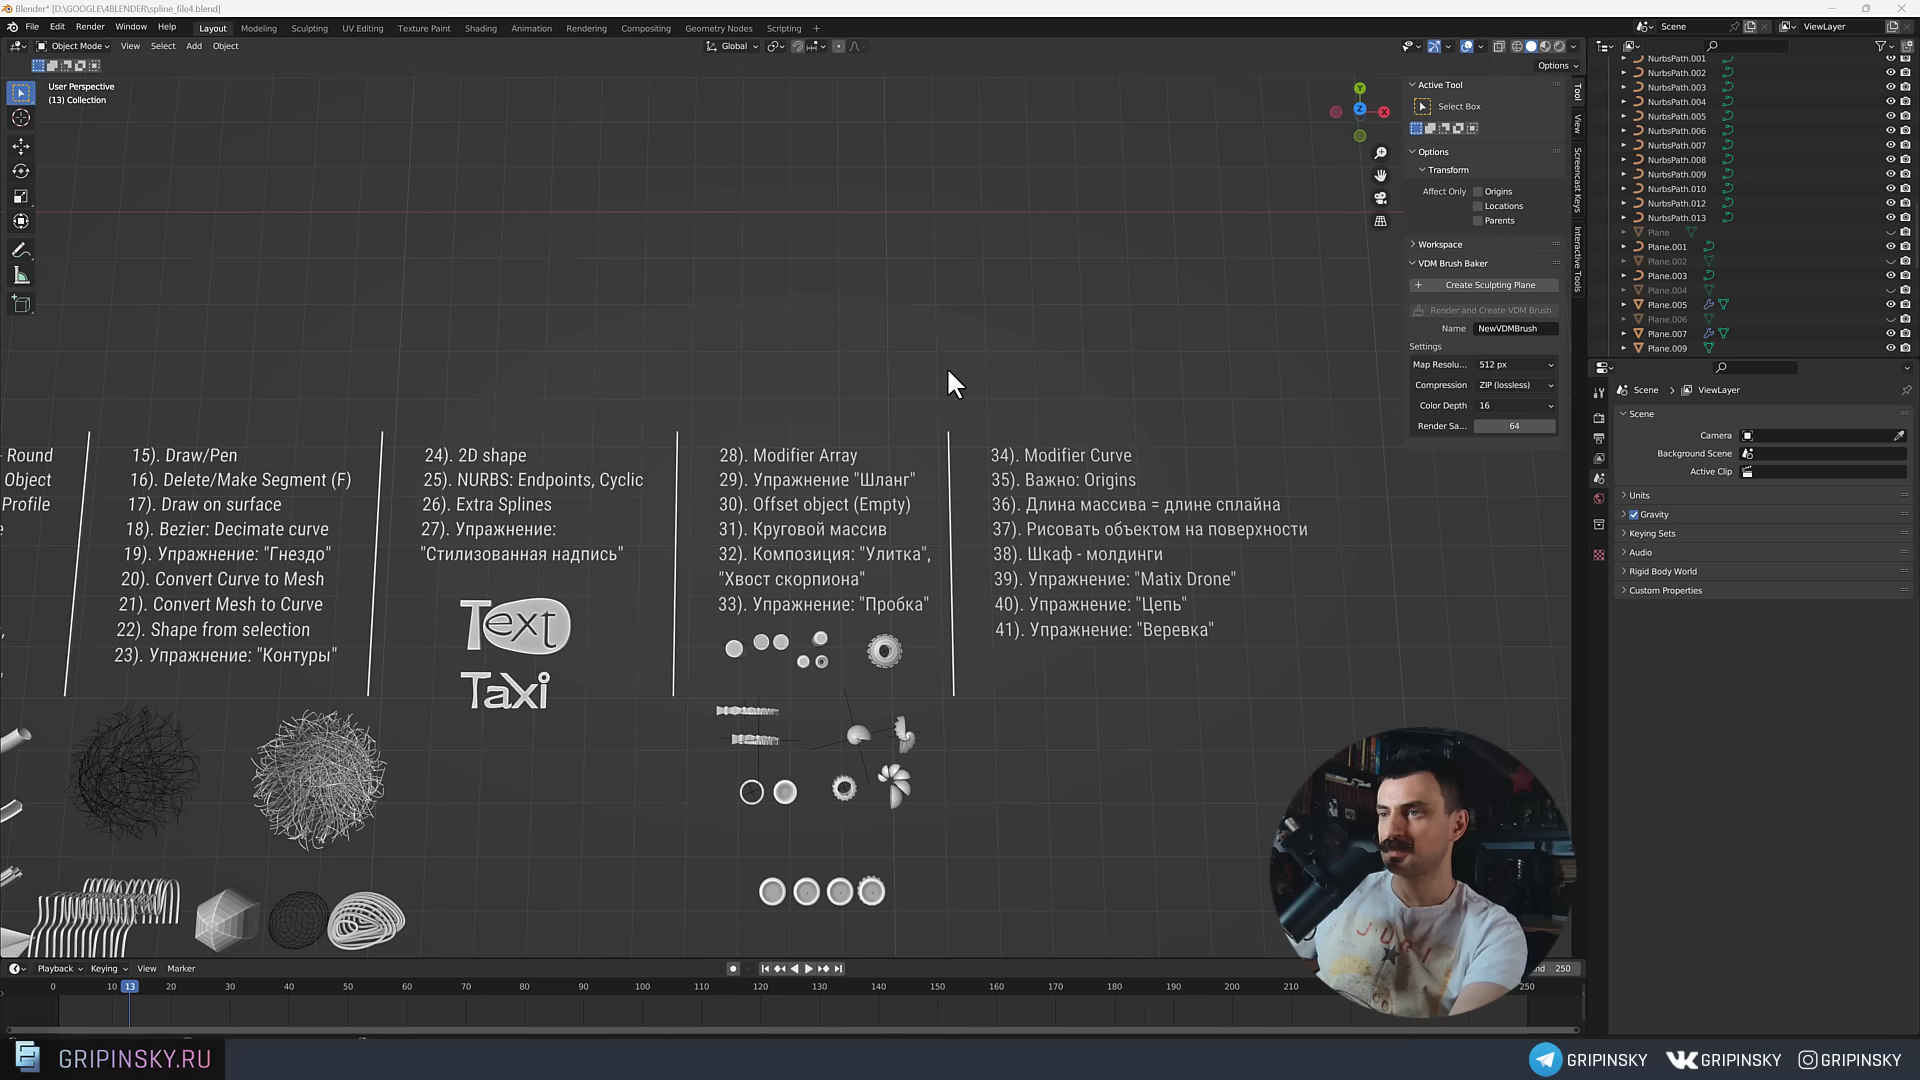 Blender* [D:\GOOGLE\4BLENDER\spline_file4.blend]
File Edit Render Window Help
Layout Modeling Sculpting UV Editing Texture Paint Shading Animation Rendering Compositing Geometry Nodes Scripting +
Scene
ViewLayer
Object Mode View Select Add Object
Global
Options
User Perspective
(13) Collection
Y
Z
X
Active Tool
Select Box
Options
Transform
Affect Only Origins
Locations
Parents
Workspace
VDM Brush Baker
Create Sculpting Plane
Render and Create VDM Brush
Name NewVDMBrush
Settings
Map Resolu... 512 px
Compression ZIP (lossless)
Color Depth 16
Render Sa... 64
Tool
View
Screencast Keys
Interactive Tools
NurbsPath.001
NurbsPath.002
NurbsPath.003
NurbsPath.004
NurbsPath.005
NurbsPath.006
NurbsPath.007
NurbsPath.008
NurbsPath.009
NurbsPath.010
NurbsPath.012
NurbsPath.013
Plane
Plane.001
Plane.002
Plane.003
Plane.004
Plane.005
Plane.006
Plane.007
Plane.009
Scene > ViewLayer
Scene
Camera
Background Scene
Active Clip
Units
Gravity
Keying Sets
Audio
Rigid Body World
Custom Properties
Round
Object
Profile
15). Draw/Pen
16). Delete/Make Segment (F)
17). Draw on surface
18). Bezier: Decimate curve
19). Упражнение: "Гнездо"
20). Convert Curve to Mesh
21). Convert Mesh to Curve
22). Shape from selection
23). Упражнение: "Контуры"
24). 2D shape
25). NURBS: Endpoints, Cyclic
26). Extra Splines
27). Упражнение:
"Стилизованная надпись"
Text
Taxi
28). Modifier Array
29). Упражнение "Шланг"
30). Offset object (Empty)
31). Круговой массив
32). Композиция: "Улитка",
"Хвост скорпиона"
33). Упражнение: "Пробка"
34). Modifier Curve
35). Важно: Origins
36). Длина массива = длине сплайна
37). Рисовать объектом на поверхности
38). Шкаф - молдинги
39). Упражнение: "Matix Drone"
40). Упражнение: "Цепь"
41). Упражнение: "Веревка"
Playback Keying View Marker
nd 250
0 10 13 20 30 40 50 60 70 80 90 100 110 120 130 140 150 160 170 180 190 200 210 250
GRIPINSKY.RU
GRIPINSKY
GRIPINSKY
GRIPINSKY